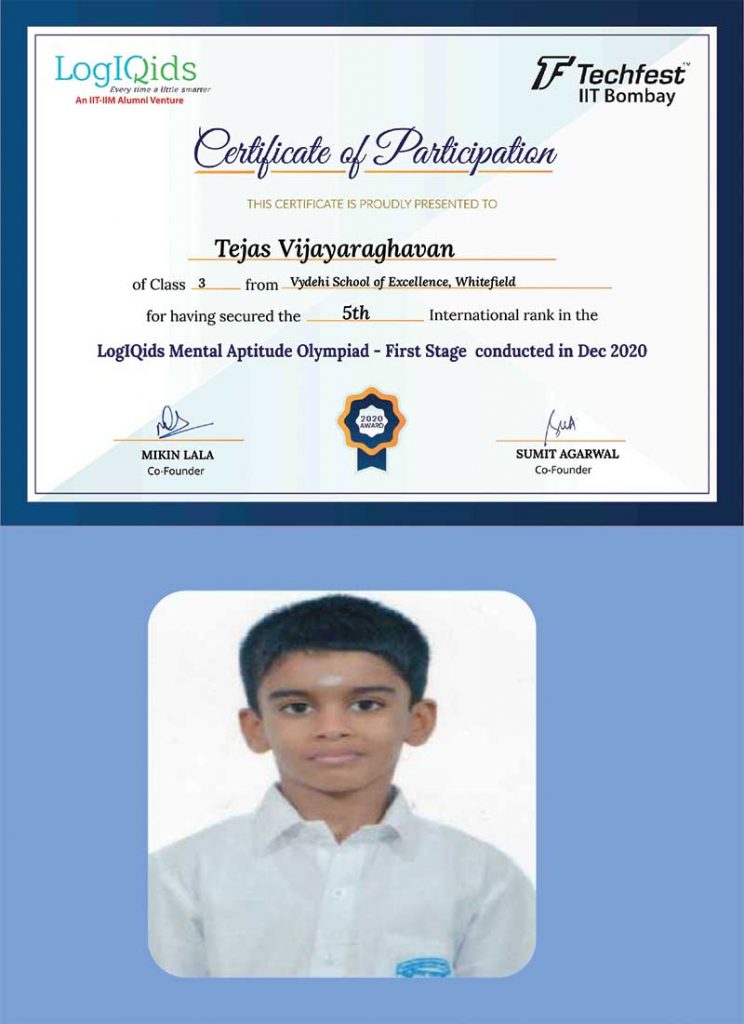 LogIQids
Every time a little smarter
An IIT-IIM Alumni Venture
TF Techfest™
IIT Bombay
Certificate of Participation
THIS CERTIFICATE IS PROUDLY PRESENTED TO
Tejas Vijayaraghavan
of Class 3 from Vydehi School of Excellence, Whitefield
for having secured the 5th International rank in the
LogIQids Mental Aptitude Olympiad - First Stage conducted in Dec 2020
2020
AWARD
MIKIN LALA
Co-Founder
SUMIT AGARWAL
Co-Founder